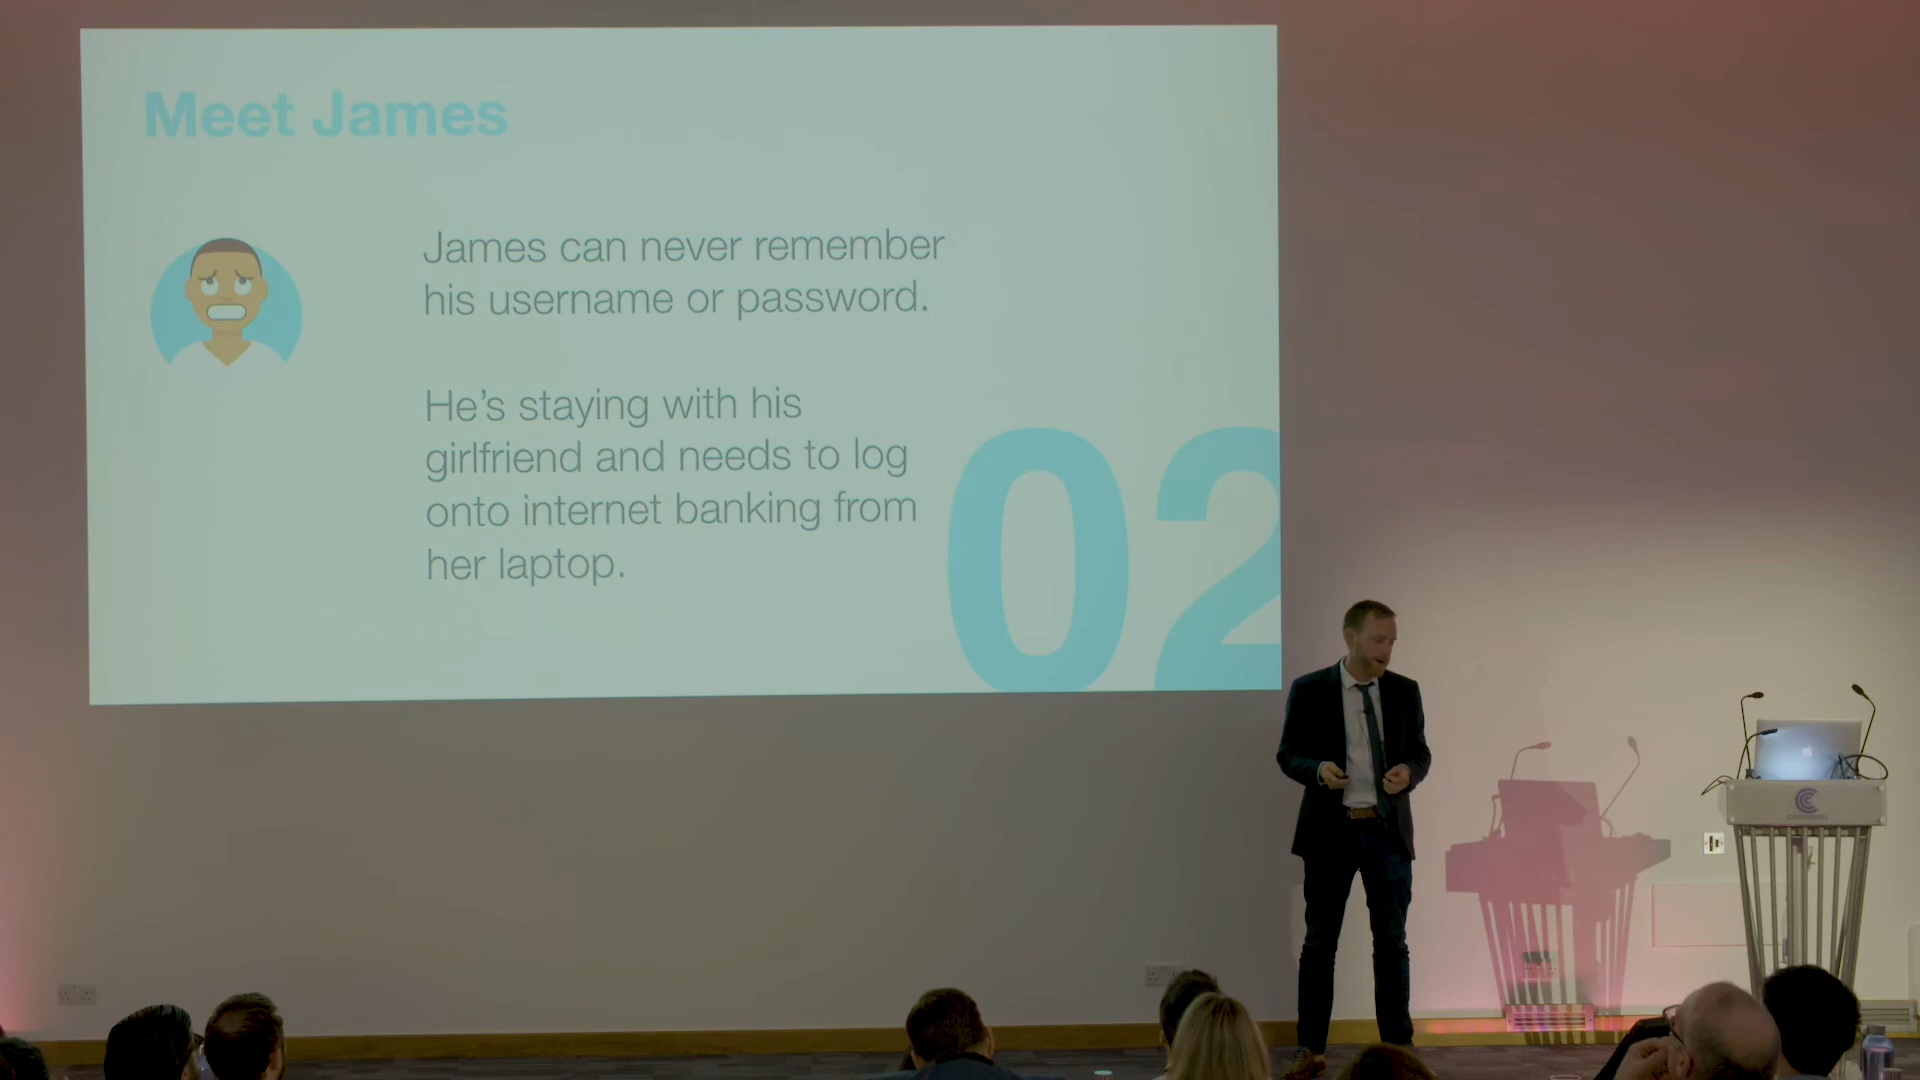 Meet James
James can never remember
his username or password.
He's staying with his
girlfriend and needs to log
onto internet banking from
her laptop.
02